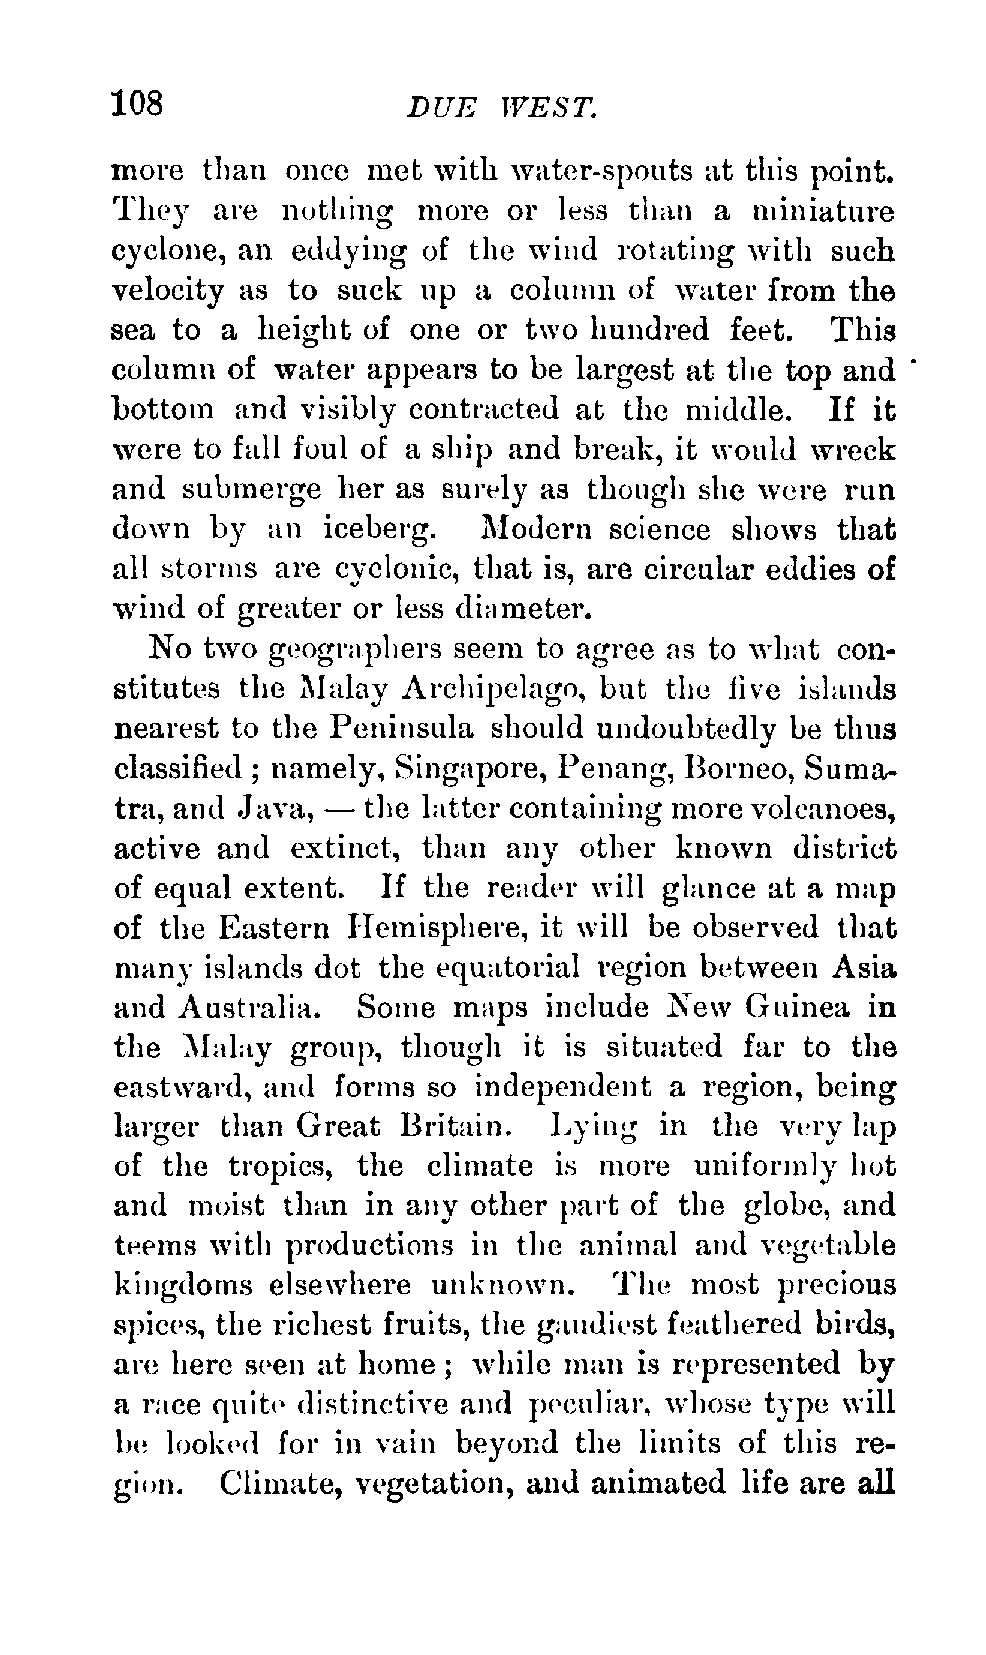 108 DUE WEST.
more than once met with water-spouts at this point.
They are nothing more or less than a miniature
cyclone, an eddying of the wind rotating with such
velocity as to suck up a column of water from the
sea to a height of one or two hundred feet. This
column of water appears to be largest at the top and
bottom and visibly contracted at the middle. If it
were to fall foul of a ship and break, it would wreck
and submerge her as surely as though she were run
down by an iceberg. Modern science shows that
all storms are cyclonic, that is, are circular eddies of
wind of greater or less diameter.
No two geographers seem to agree as to what con-
stitutes the Malay Archipelago, but the five islands
nearest to the Peninsula should undoubtedly be thus
classified ; namely, Singapore, Penang, Borneo, Suma-
tra, and Java, — the latter containing more volcanoes,
active and extinct, than any other known district
of equal extent. If the reader will glance at a map
of the Eastern Hemisphere, it will be observed that
many islands dot the equatorial region between Asia
and Australia. Some maps include New Guinea in
the Malay group, though it is situated far to the
eastward, and forms so independent a region, being
larger than Great Britain. Lying in the very lap
of the tropics, the climate is more uniformly hot
and moist than in any other part of the globe, and
teems with productions in the animal and vegetable
kingdoms elsewhere unknown. The most precious
spices, the richest fruits, the gaudiest feathered birds,
are here seen at home ; while man is represented by
a race quite distinctive and peculiar, whose type will
be looked for in vain beyond the limits of this re-
gion. Climate, vegetation, and animated life are all